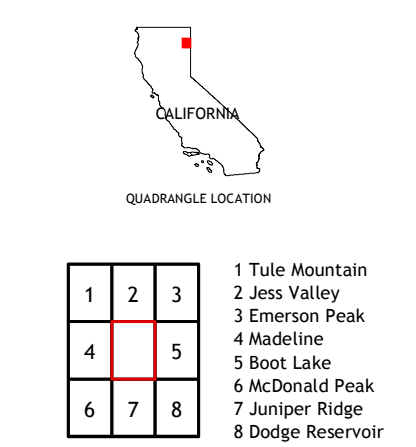 CALIFORNIA
QUADRANGLE LOCATION
1 2 3
4 5
6 7 8
1 Tule Mountain
2 Jess Valley
3 Emerson Peak
4 Madeline
5 Boot Lake
6 McDonald Peak
7 Juniper Ridge
8 Dodge Reservoir